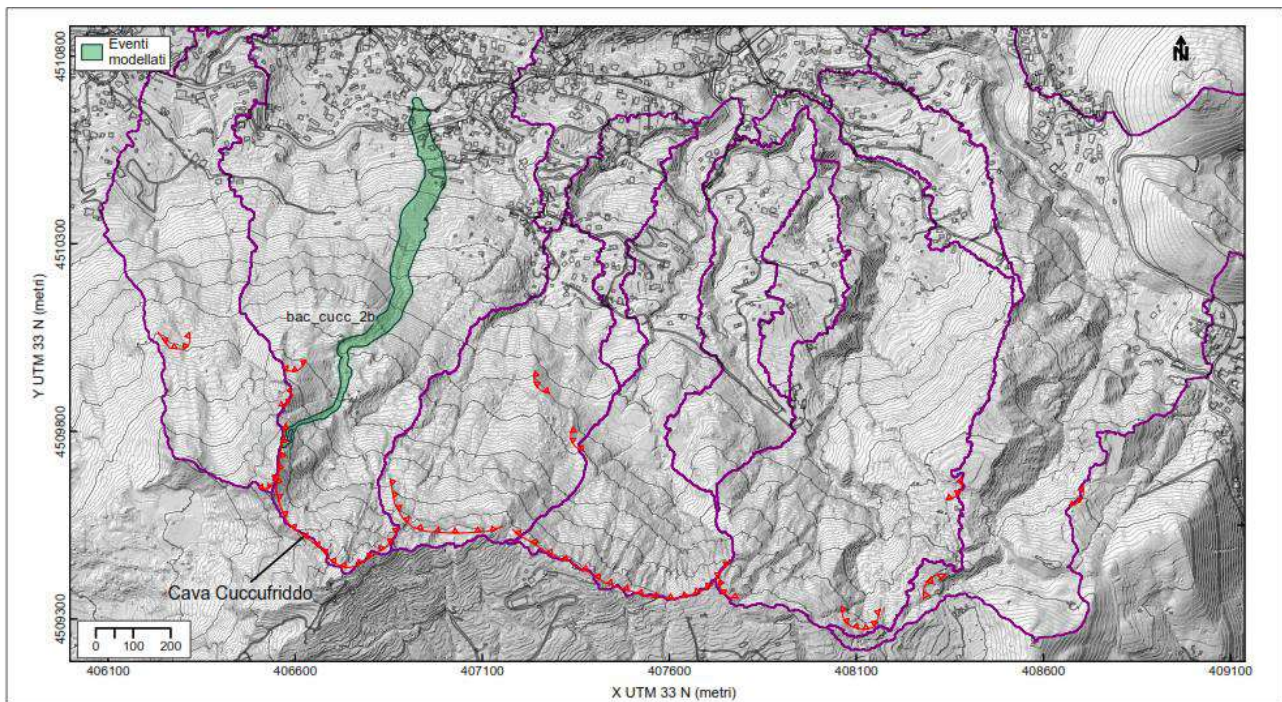 Eventi
modellati
N
4510800
4510300
4509800
4509300
Y UTM 33 N (metri)
bac_cucc_2b
Cava Cuccufriddo
0 100 200
406100 406600 407100 407600 408100 408600 409100
X UTM 33 N (metri)